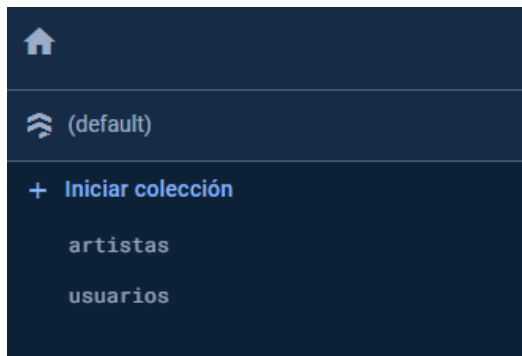 (default)
+ Iniciar colección
artistas
usuarios